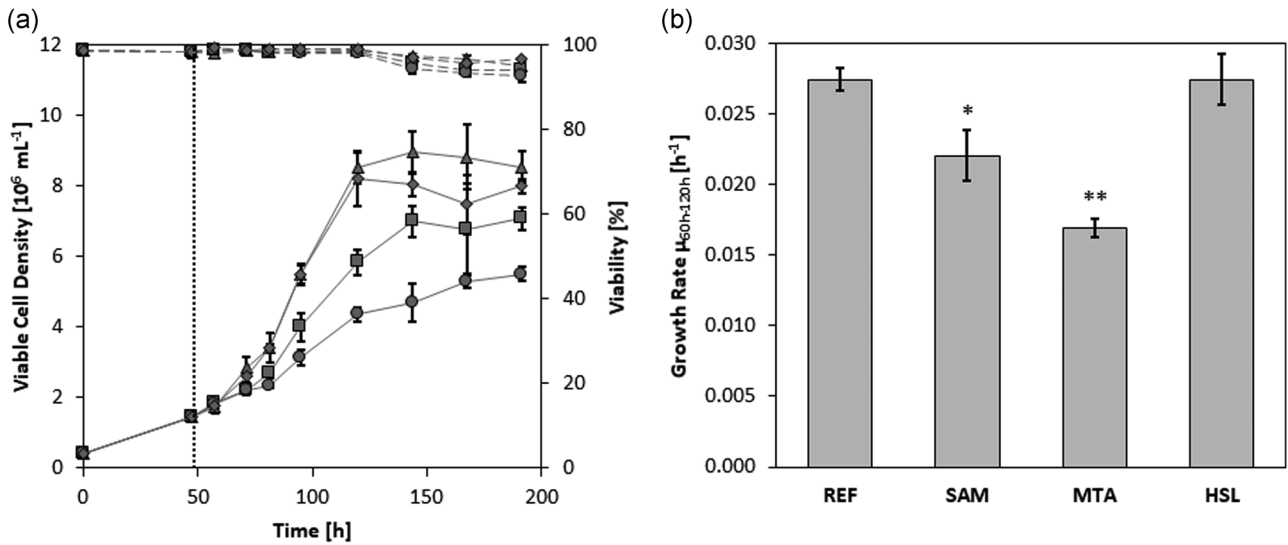 (a)
12
10
8
6
4
2
0
Viable Cell Density [10⁶ mL⁻¹]
100
80
60
40
20
0
Viability [%]
0
50
100
150
200
Time [h]
(b)
0.030
0.025
0.020
0.015
0.010
0.005
0.000
Growth Rate μ60h-120h [h⁻¹]
*
**
REF
SAM
MTA
HSL